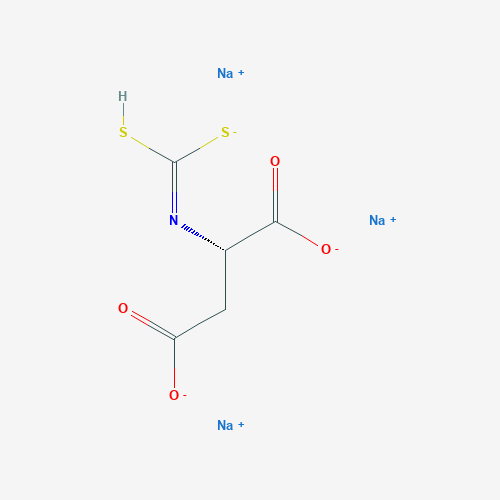 Na +
H
S S -
O
N Na +
O -
O
O -
Na +